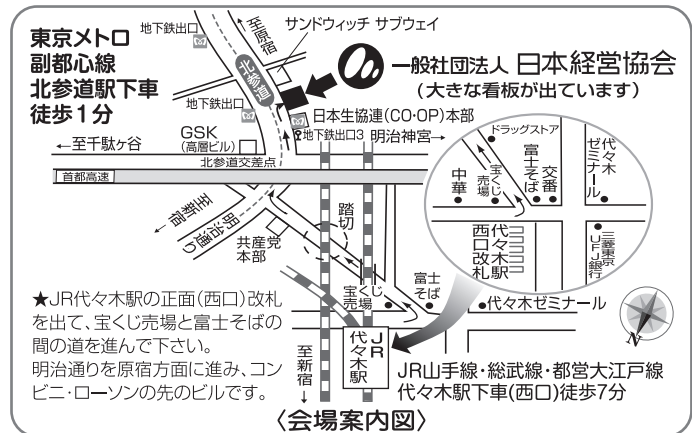 東京メトロ
副都心線
北参道駅下車
徒歩1分
地下鉄出口
至原宿
サンドウィッチ サブウェイ
北参道
一般社団法人 日本経営協会
(大きな看板が出ています)
地下鉄出口
日本生協連(CO・OP)本部
地下鉄出口3
明治神宮→
GSK
(高層ビル)
←至千駄ヶ谷
北参道交差点
首都高速
至新宿
明治通り
共産党
本部
踏切
宝くじ
売場
富士
そば
代々木ゼミナール
ドラッグストア
中華
宝くじ
売場
富士そば
交番
代々木
ゼミナール
代々木駅
西口改札
三菱東京
UFJ銀行
★JR代々木駅の正面(西口)改札
を出て、宝くじ売場と富士そばの
間の道を進んで下さい。
明治通りを原宿方面に進み、コン
ビニ・ローソンの先のビルです。
至新宿→
JR
代々木駅
N
JR山手線・総武線・都営大江戸線
代々木駅下車(西口)徒歩7分
〈会場案内図〉